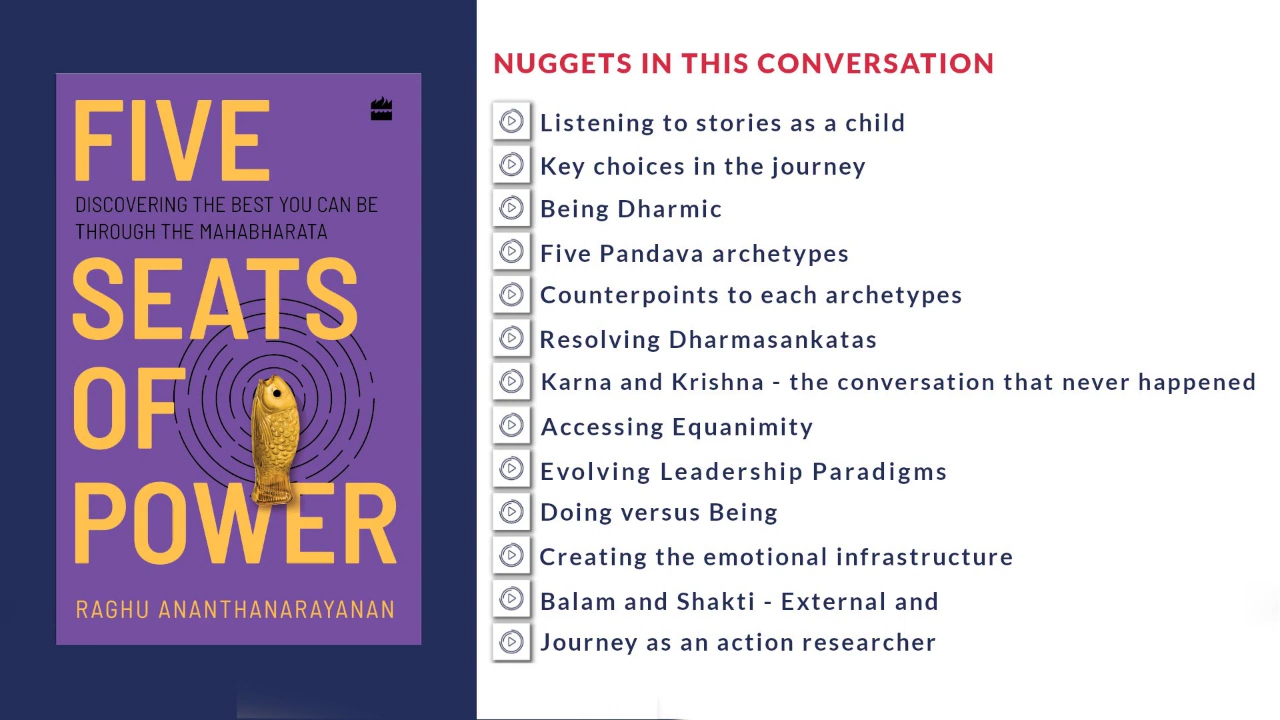 FIVE
DISCOVERING THE BEST YOU CAN BE
THROUGH THE MAHABHARATA
SEATS
OF
POWER
RAGHU ANANTHANARAYANAN
NUGGETS IN THIS CONVERSATION
Listening to stories as a child
Key choices in the journey
Being Dharmic
Five Pandava archetypes
Counterpoints to each archetypes
Resolving Dharmasankatas
Karna and Krishna - the conversation that never happened
Accessing Equanimity
Evolving Leadership Paradigms
Doing versus Being
Creating the emotional infrastructure
Balam and Shakti - External and
Journey as an action researcher